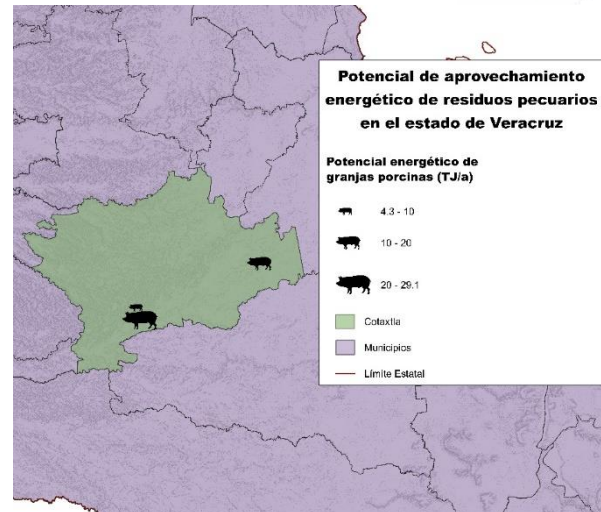 Potencial de aprovechamiento
energético de residuos pecuarios
en el estado de Veracruz
Potencial energético de
granjas porcinas (TJ/a)
4.3 - 10
10 - 20
20 - 29.1
Cotaxtla
Municipios
Límite Estatal